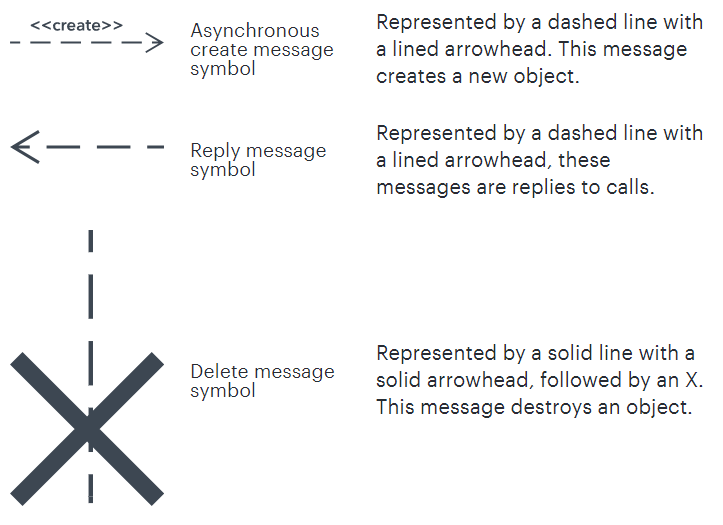 <<create>>
Asynchronous
create message
symbol
Represented by a dashed line with
a lined arrowhead. This message
creates a new object.
Reply message
symbol
Represented by a dashed line with
a lined arrowhead, these
messages are replies to calls.
Delete message
symbol
Represented by a solid line with a
solid arrowhead, followed by an X.
This message destroys an object.